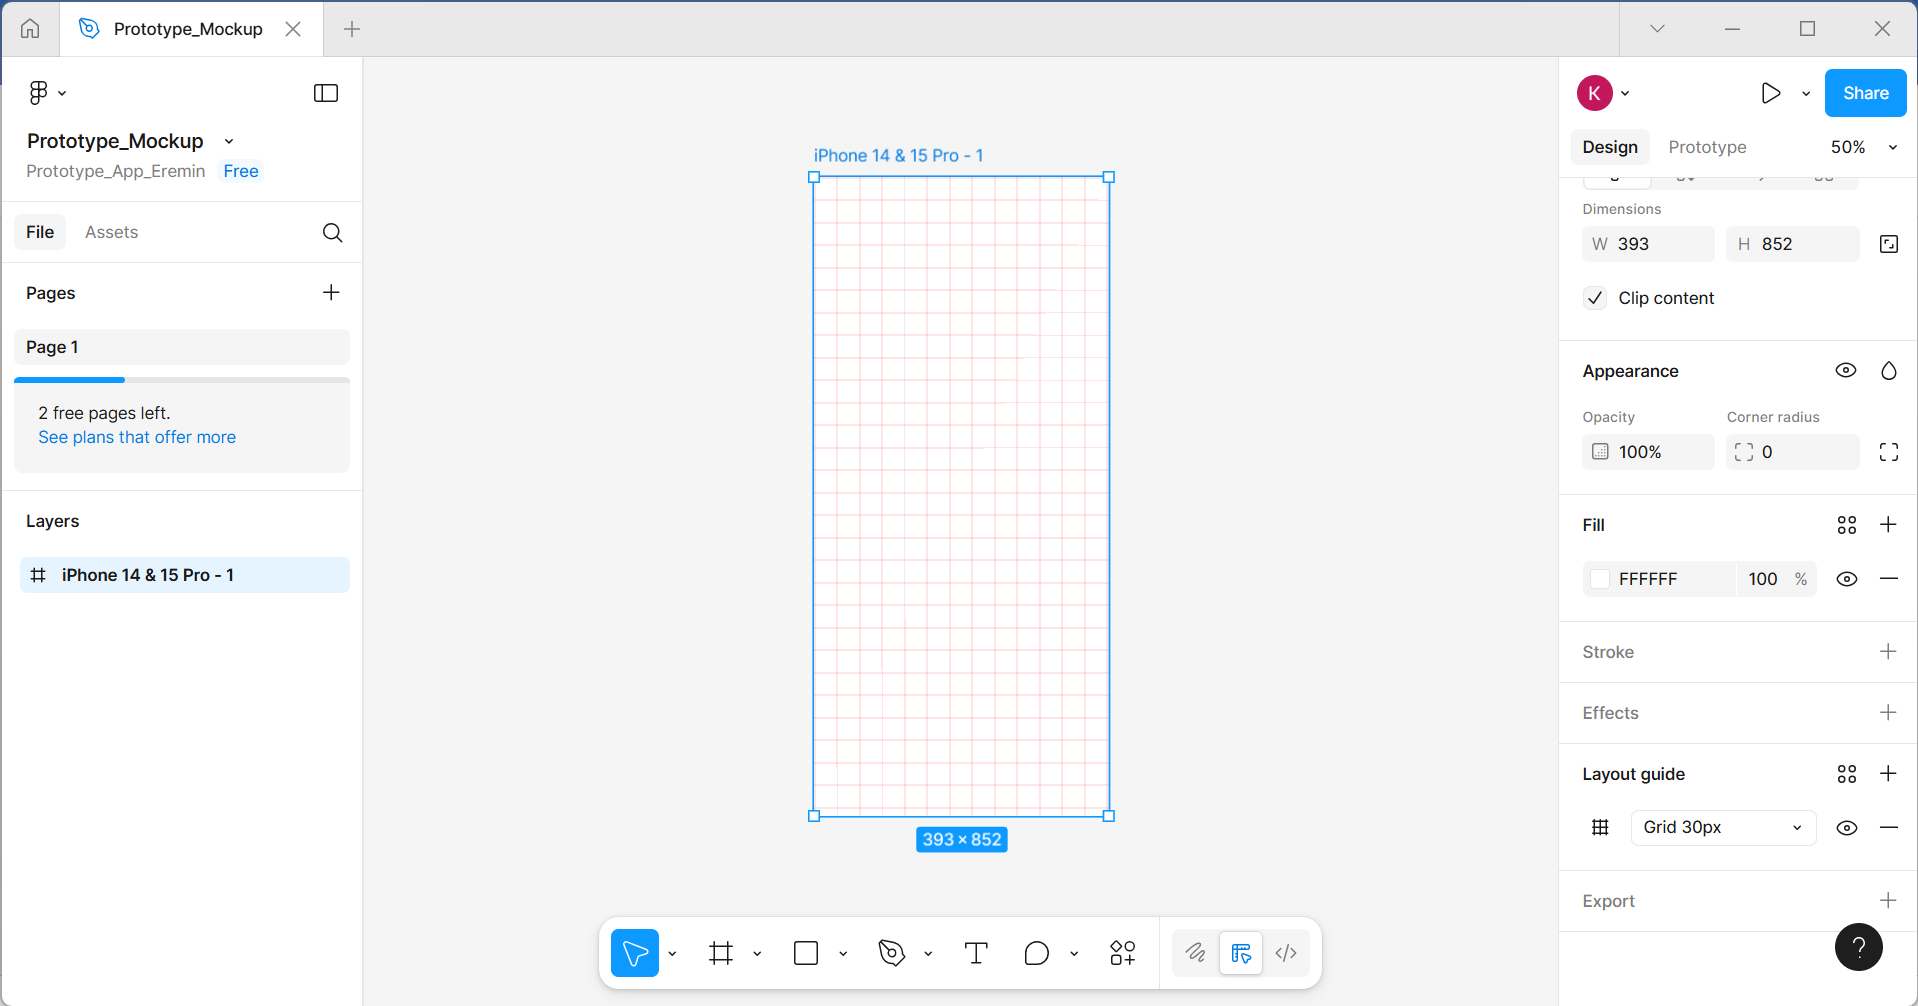 Prototype_Mockup
Prototype_Mockup
Prototype_App_Eremin Free
File Assets
Pages
Page 1
2 free pages left.
See plans that offer more
Layers
iPhone 14 & 15 Pro - 1
iPhone 14 & 15 Pro - 1
393 × 852
K
Share
Design Prototype 50%
Dimensions
W 393 H 852
Clip content
Appearance
Opacity Corner radius
100% 0
Fill
FFFFFF 100 %
Stroke
Effects
Layout guide
Grid 30px
Export
?